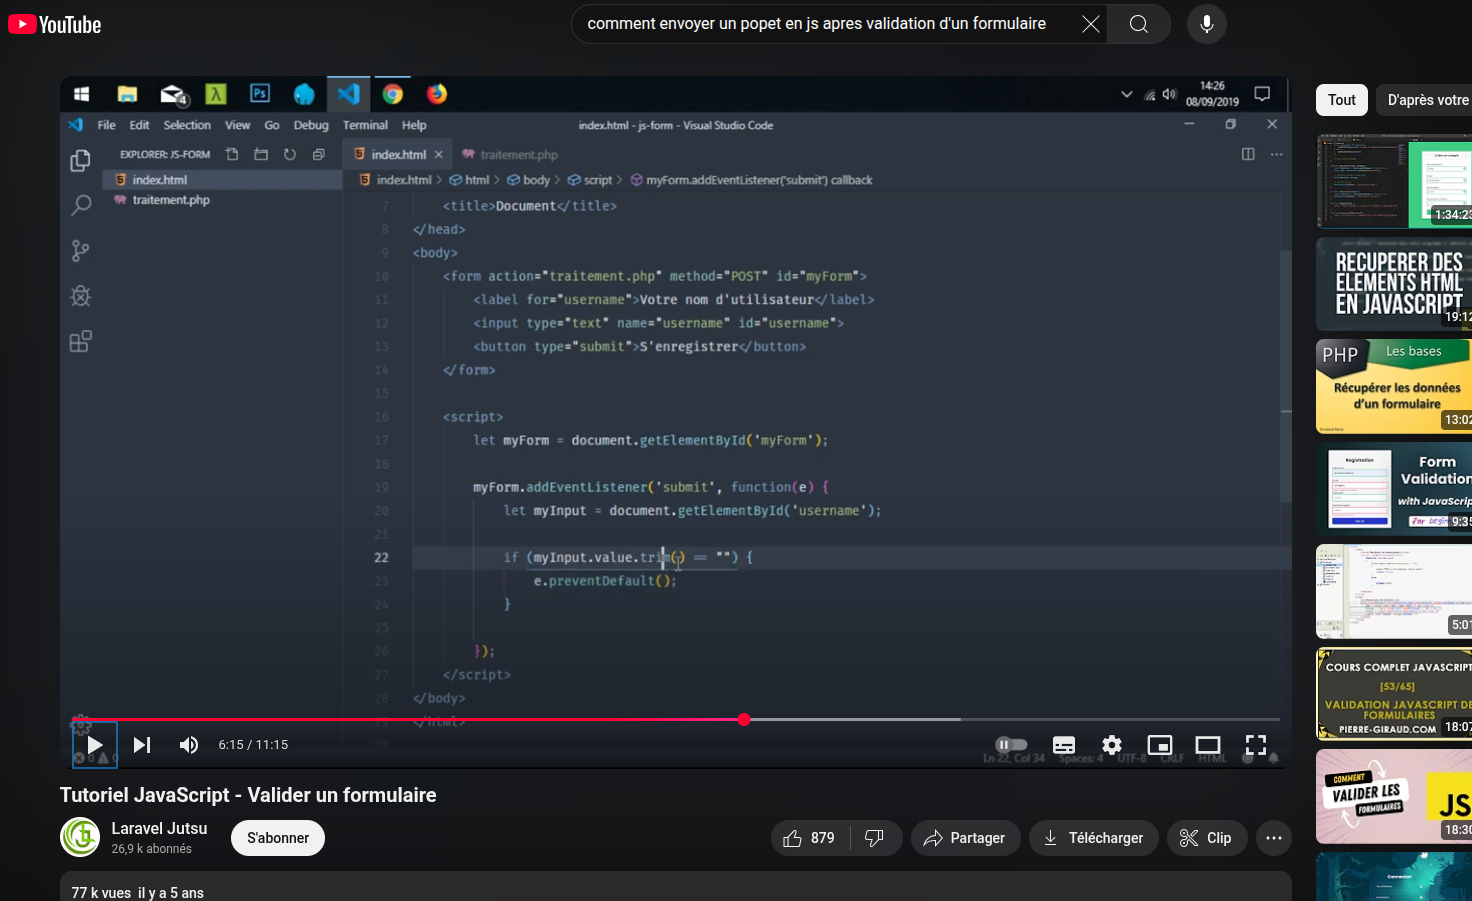 YouTube
comment envoyer un popet en js apres validation d'un formulaire
4
Ps
14:26
08/09/2019
File Edit Selection View Go Debug Terminal Help
index.html - js-form - Visual Studio Code
EXPLORER: JS-FORM
index.html
traitement.php
index.html
traitement.php
index.html > html > body > script > myForm.addEventListener('submit') callback
7 <title>Document</title>
8 </head>
9 <body>
10 <form action="traitement.php" method="POST" id="myForm">
11 <label for="username">Votre nom d'utilisateur</label>
12 <input type="text" name="username" id="username">
13 <button type="submit">S'enregistrer</button>
14 </form>
15
16 <script>
17 let myForm = document.getElementById('myForm');
18
19 myForm.addEventListener('submit', function(e) {
20 let myInput = document.getElementById('username');
21
22 if (myInput.value.trim() == "") {
23 e.preventDefault();
24 }
25
26 });
27 </script>
28 </body>
29 </html>
6:15 / 11:15
Ln 22, Col 34 Spaces: 4 UTF-8 CRLF HTML
Tutoriel JavaScript - Valider un formulaire
Laravel Jutsu
26,9 k abonnés
S'abonner
879
Partager
Télécharger
Clip
77 k vues il y a 5 ans
Tout
D'après votre
1:34:23
RECUPERER DES
ELEMENTS HTML
EN JAVASCRIPT
19:12
PHP
Les bases
Récupérer les données
d'un formulaire
13:02
Registration
Form
Validation
with JavaScrip
9:35
5:01
COURS COMPLET JAVASCRIPT
[53/65]
VALIDATION JAVASCRIPT DE
FORMULAIRES
PIERRE-GIRAUD.COM
18:07
COMMENT
VALIDER LES
FORMULAIRES
JS
18:30